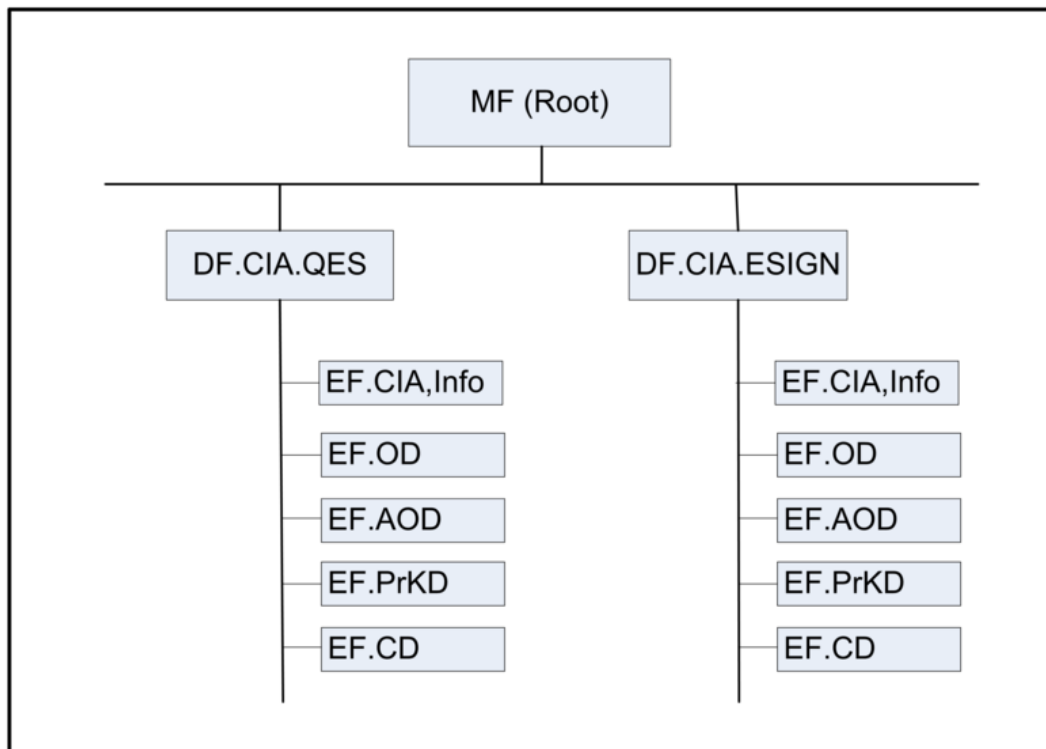 MF (Root)
DF.CIA.QES
DF.CIA.ESIGN
EF.CIA,Info
EF.OD
EF.AOD
EF.PrKD
EF.CD
EF.CIA,Info
EF.OD
EF.AOD
EF.PrKD
EF.CD